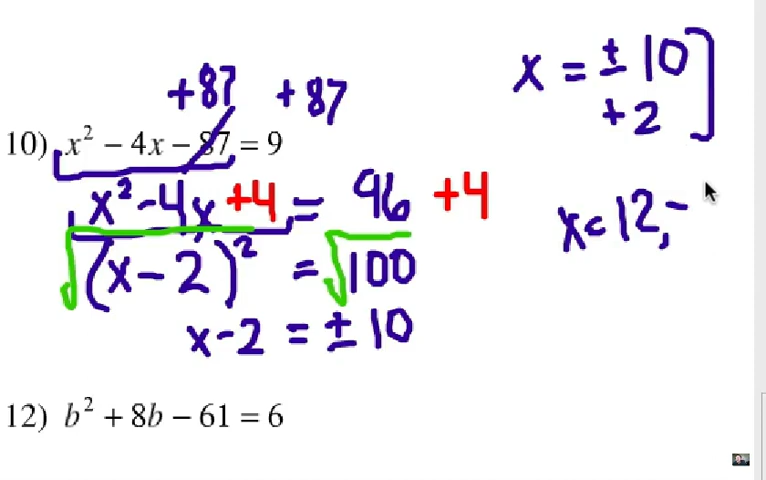 +87 +87
10) x² − 4x − 87 = 9
x² - 4x +4 = 96 +4
√(x - 2)² = √100
x - 2 = ± 10
x = ± 10
+ 2
x = 12, -
12) b² + 8b − 61 = 6